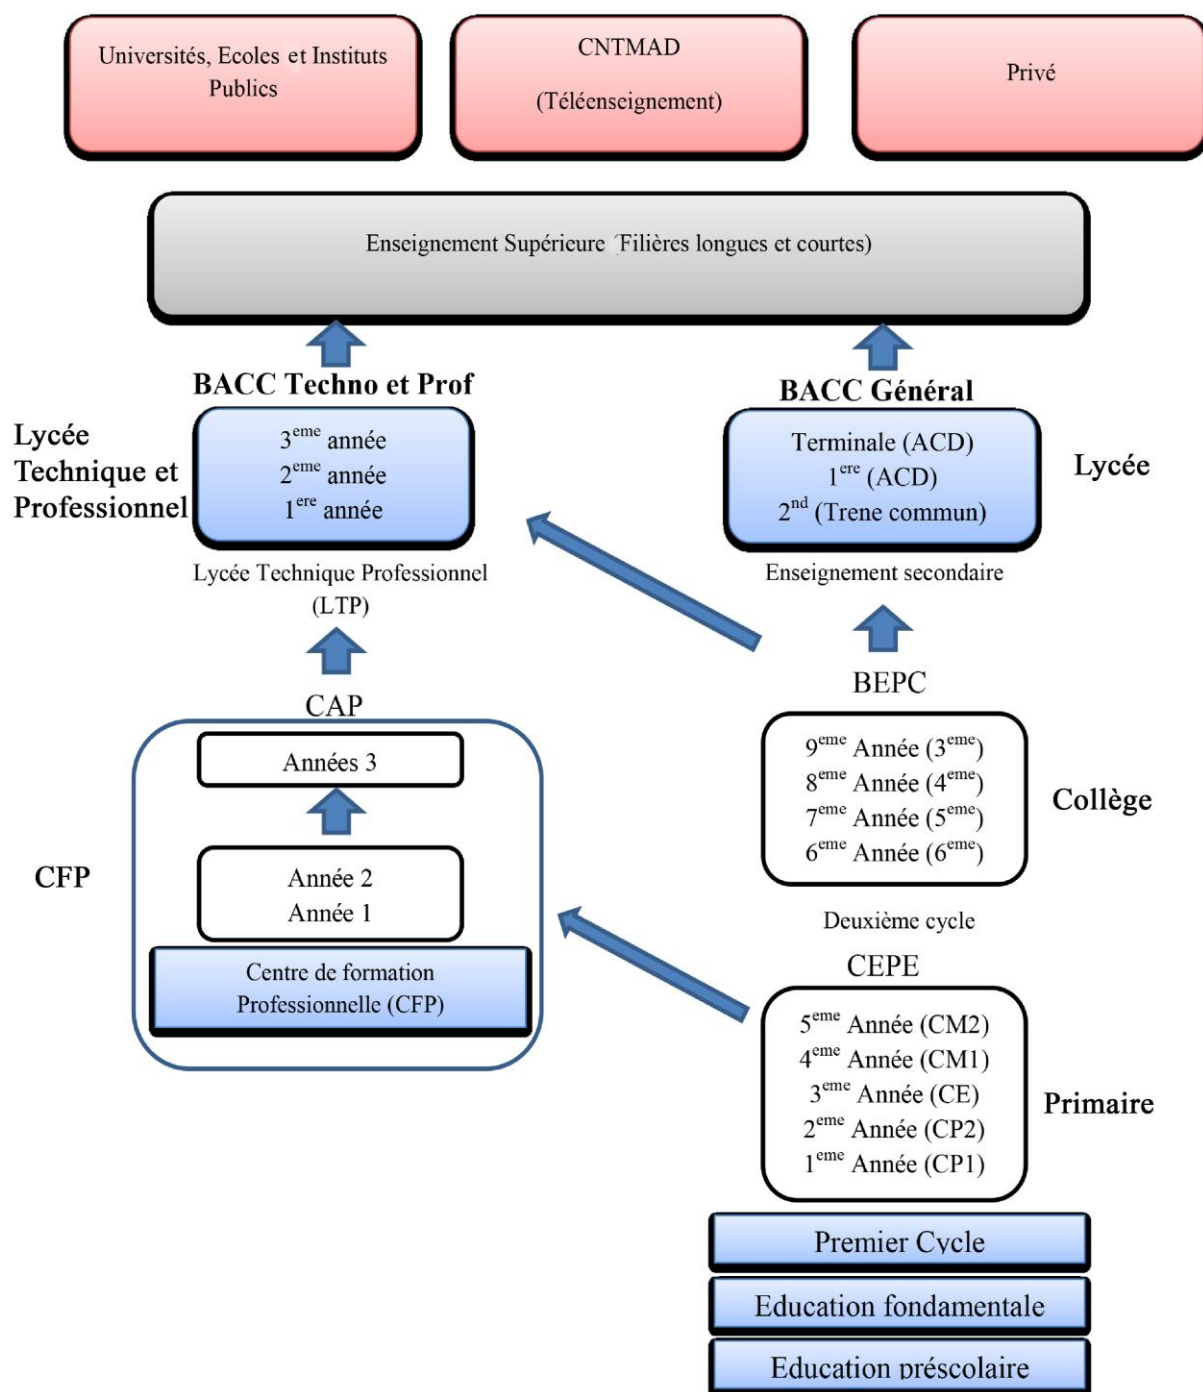 Universités, Ecoles et Instituts
Publics
CNTMAD
(Téléenseignement)
Privé
Enseignement Supérieure (Filières longues et courtes)
BACC Techno et Prof
BACC Général
Lycée
Technique et
Professionnel
3eme année
2eme année
1ere année
Terminale (ACD)
1ere (ACD)
2nd (Trene commun)
Lycée
Lycée Technique Professionnel
(LTP)
Enseignement secondaire
CAP
BEPC
Années 3
9eme Année (3eme)
8eme Année (4eme)
7eme Année (5eme)
6eme Année (6eme)
Collège
CFP
Année 2
Année 1
Deuxième cycle
Centre de formation
Professionnelle (CFP)
CEPE
5eme Année (CM2)
4eme Année (CM1)
3eme Année (CE)
2eme Année (CP2)
1eme Année (CP1)
Primaire
Premier Cycle
Education fondamentale
Education préscolaire